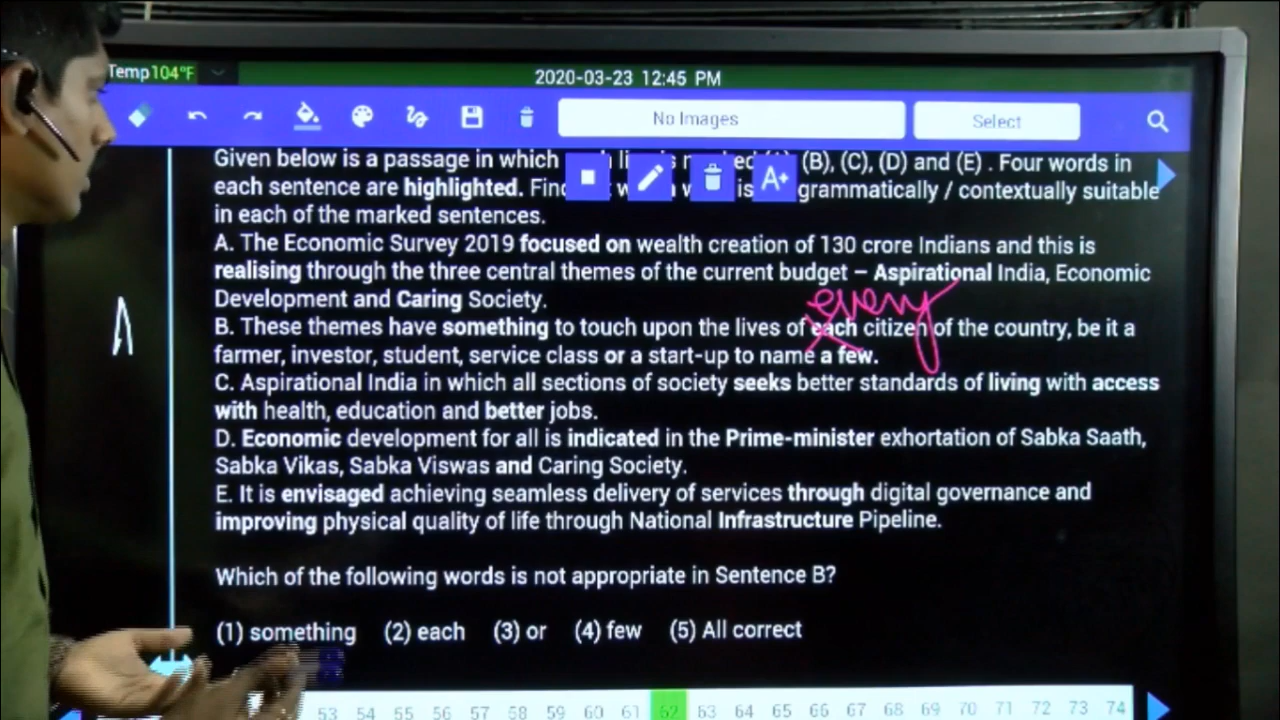 Temp104°F
2020-03-23 12:45 PM
No Images
Select
A+
Given below is a passage in which (B), (C), (D) and (E) . Four words in
each sentence are highlighted. is grammatically / contextually suitable
in each of the marked sentences.
A. The Economic Survey 2019 focused on wealth creation of 130 crore Indians and this is
realising through the three central themes of the current budget – Aspirational India, Economic
Development and Caring Society.
every
B. These themes have something to touch upon the lives of each citizen of the country, be it a
farmer, investor, student, service class or a start-up to name a few.
C. Aspirational India in which all sections of society seeks better standards of living with access
with health, education and better jobs.
D. Economic development for all is indicated in the Prime-minister exhortation of Sabka Saath,
Sabka Vikas, Sabka Viswas and Caring Society.
E. It is envisaged achieving seamless delivery of services through digital governance and
improving physical quality of life through National Infrastructure Pipeline.
Which of the following words is not appropriate in Sentence B?
(1) something (2) each (3) or (4) few (5) All correct
53 54 55 56 57 58 59 60 61 62 63 64 65 66 67 68 69 70 71 72 73 74